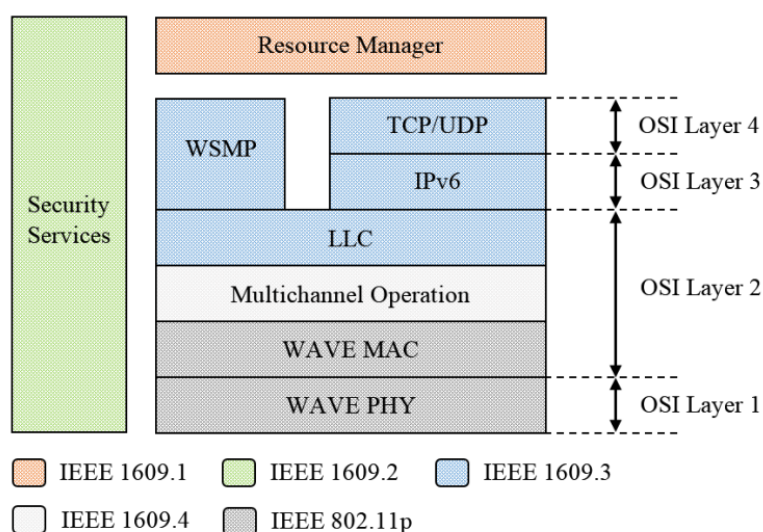 Resource Manager
Security
Services
WSMP
TCP/UDP
IPv6
LLC
Multichannel Operation
WAVE MAC
WAVE PHY
OSI Layer 4
OSI Layer 3
OSI Layer 2
OSI Layer 1
IEEE 1609.1
IEEE 1609.2
IEEE 1609.3
IEEE 1609.4
IEEE 802.11p